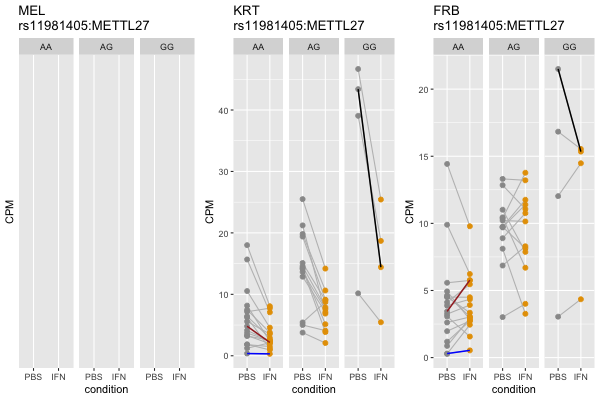 MEL
rs11981405:METTL27
AA AG GG
CPM
PBS IFN PBS IFN PBS IFN
condition
KRT
rs11981405:METTL27
AA AG GG
40
30
20
10
0
CPM
PBS IFN PBS IFN PBS IFN
condition
FRB
rs11981405:METTL27
AA AG GG
20
15
10
5
0
CPM
PBS IFN PBS IFN PBS IFN
condition